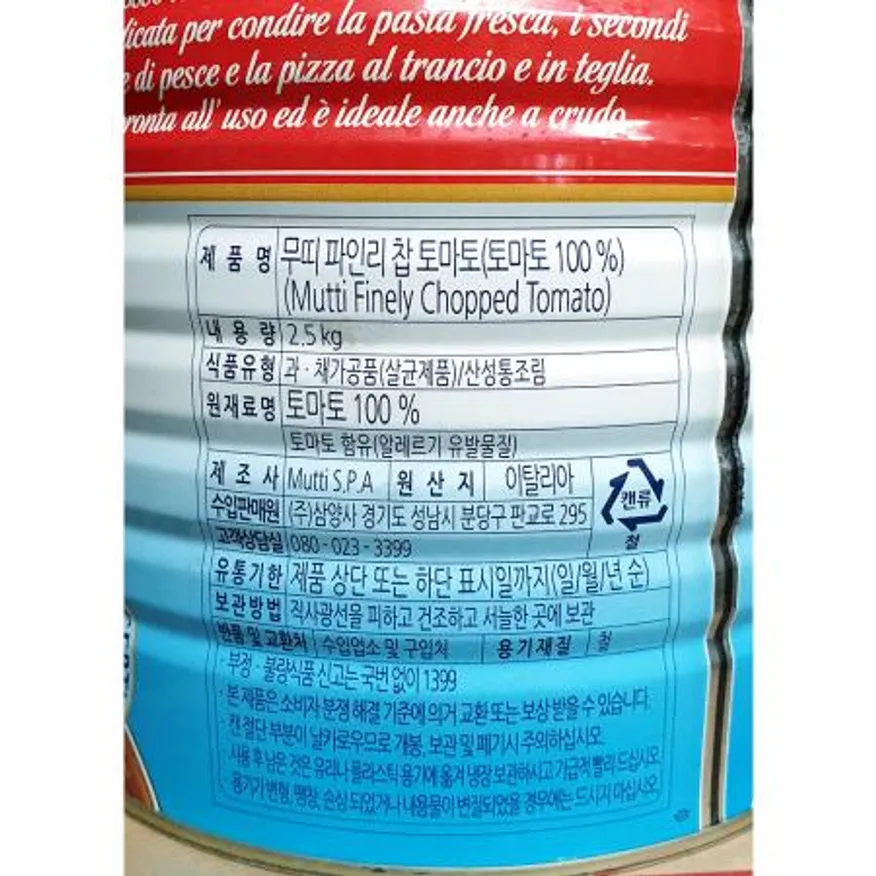 per condire la pasta fresca, i secondi
di pesce e la pizza al trancio e in teglia.
all' uso ed è ideale anche a crudo
제 품 명 무띠 파인리 찹 토마토(토마토 100 %)
(Mutti Finely Chopped Tomato)
내 용 량 2.5 kg
식품유형 과 · 채가공품(살균제품)/산성통조림
원재료명 토마토 100 %
토마토 함유(알레르기 유발물질)
제 조 사 Mutti S.P.A 원 산 지 이탈리아
캔류
수입판매원 (주)삼양사 경기도 성남시 분당구 판교로 295
철
고객상담실 080 - 023 - 3399
유통기한 제품 상단 또는 하단 표시일까지(일/월/년 순)
보관방법 직사광선을 피하고 건조하고 서늘한 곳에 보관
반품 및 교환처 수입업소 및 구입처 용기재질 철
· 부정 · 불량식품 신고는 국번 없이 1399
· 본 제품은 소비자 분쟁 해결 기준에 의거 교환 또는 보상 받을 수 있습니다.
· 캔 절단 부분이 날카로우므로 개봉, 보관 및 폐기시 주의하십시오.
· 사용 후 남은 것은 유리나 플라스틱 용기에 옮겨 냉장 보관하시고 가급적 빨리 드십시오.
· 용기가 변형, 팽창, 손상 되었거나 내용물이 변질되었을 경우에는 드시지 마십시오.